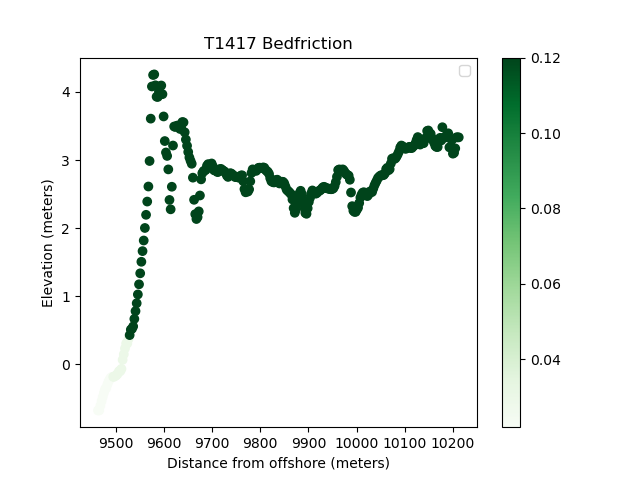 T1417 Bedfriction
Elevation (meters)
4
3
2
1
0
9500 9600 9700 9800 9900 10000 10100 10200
Distance from offshore (meters)
0.12
0.10
0.08
0.06
0.04